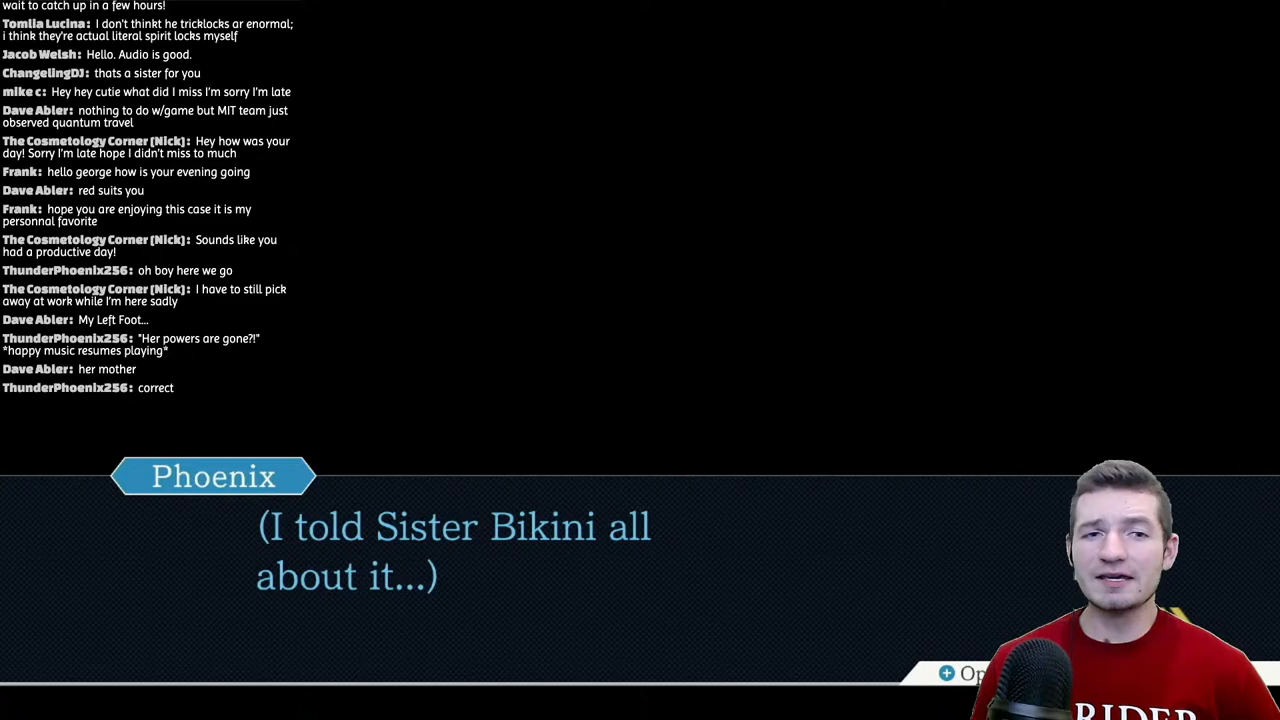 wait to catch up in a few hours!
Tomlia Lucina: I don't thinkt he tricklocks ar enormal;
i think they're actual literal spirit locks myself
Jacob Welsh: Hello. Audio is good.
ChangelingDJ: thats a sister for you
mike c: Hey hey cutie what did I miss I'm sorry I'm late
Dave Abler: nothing to do w/game but MIT team just
observed quantum travel
The Cosmetology Corner (Nick): Hey how was your
day! Sorry I'm late hope I didn't miss to much
Frank: hello george how is your evening going
Dave Abler: red suits you
Frank: hope you are enjoying this case it is my
personnal favorite
The Cosmetology Corner (Nick): Sounds like you
had a productive day!
ThunderPhoenix256: oh boy here we go
The Cosmetology Corner (Nick): I have to still pick
away at work while I'm here sadly
Dave Abler: My Left Foot...
ThunderPhoenix256: "Her powers are gone?!"
*happy music resumes playing*
Dave Abler: her mother
ThunderPhoenix256: correct
Phoenix
(I told Sister Bikini all
about it...)
RIDER